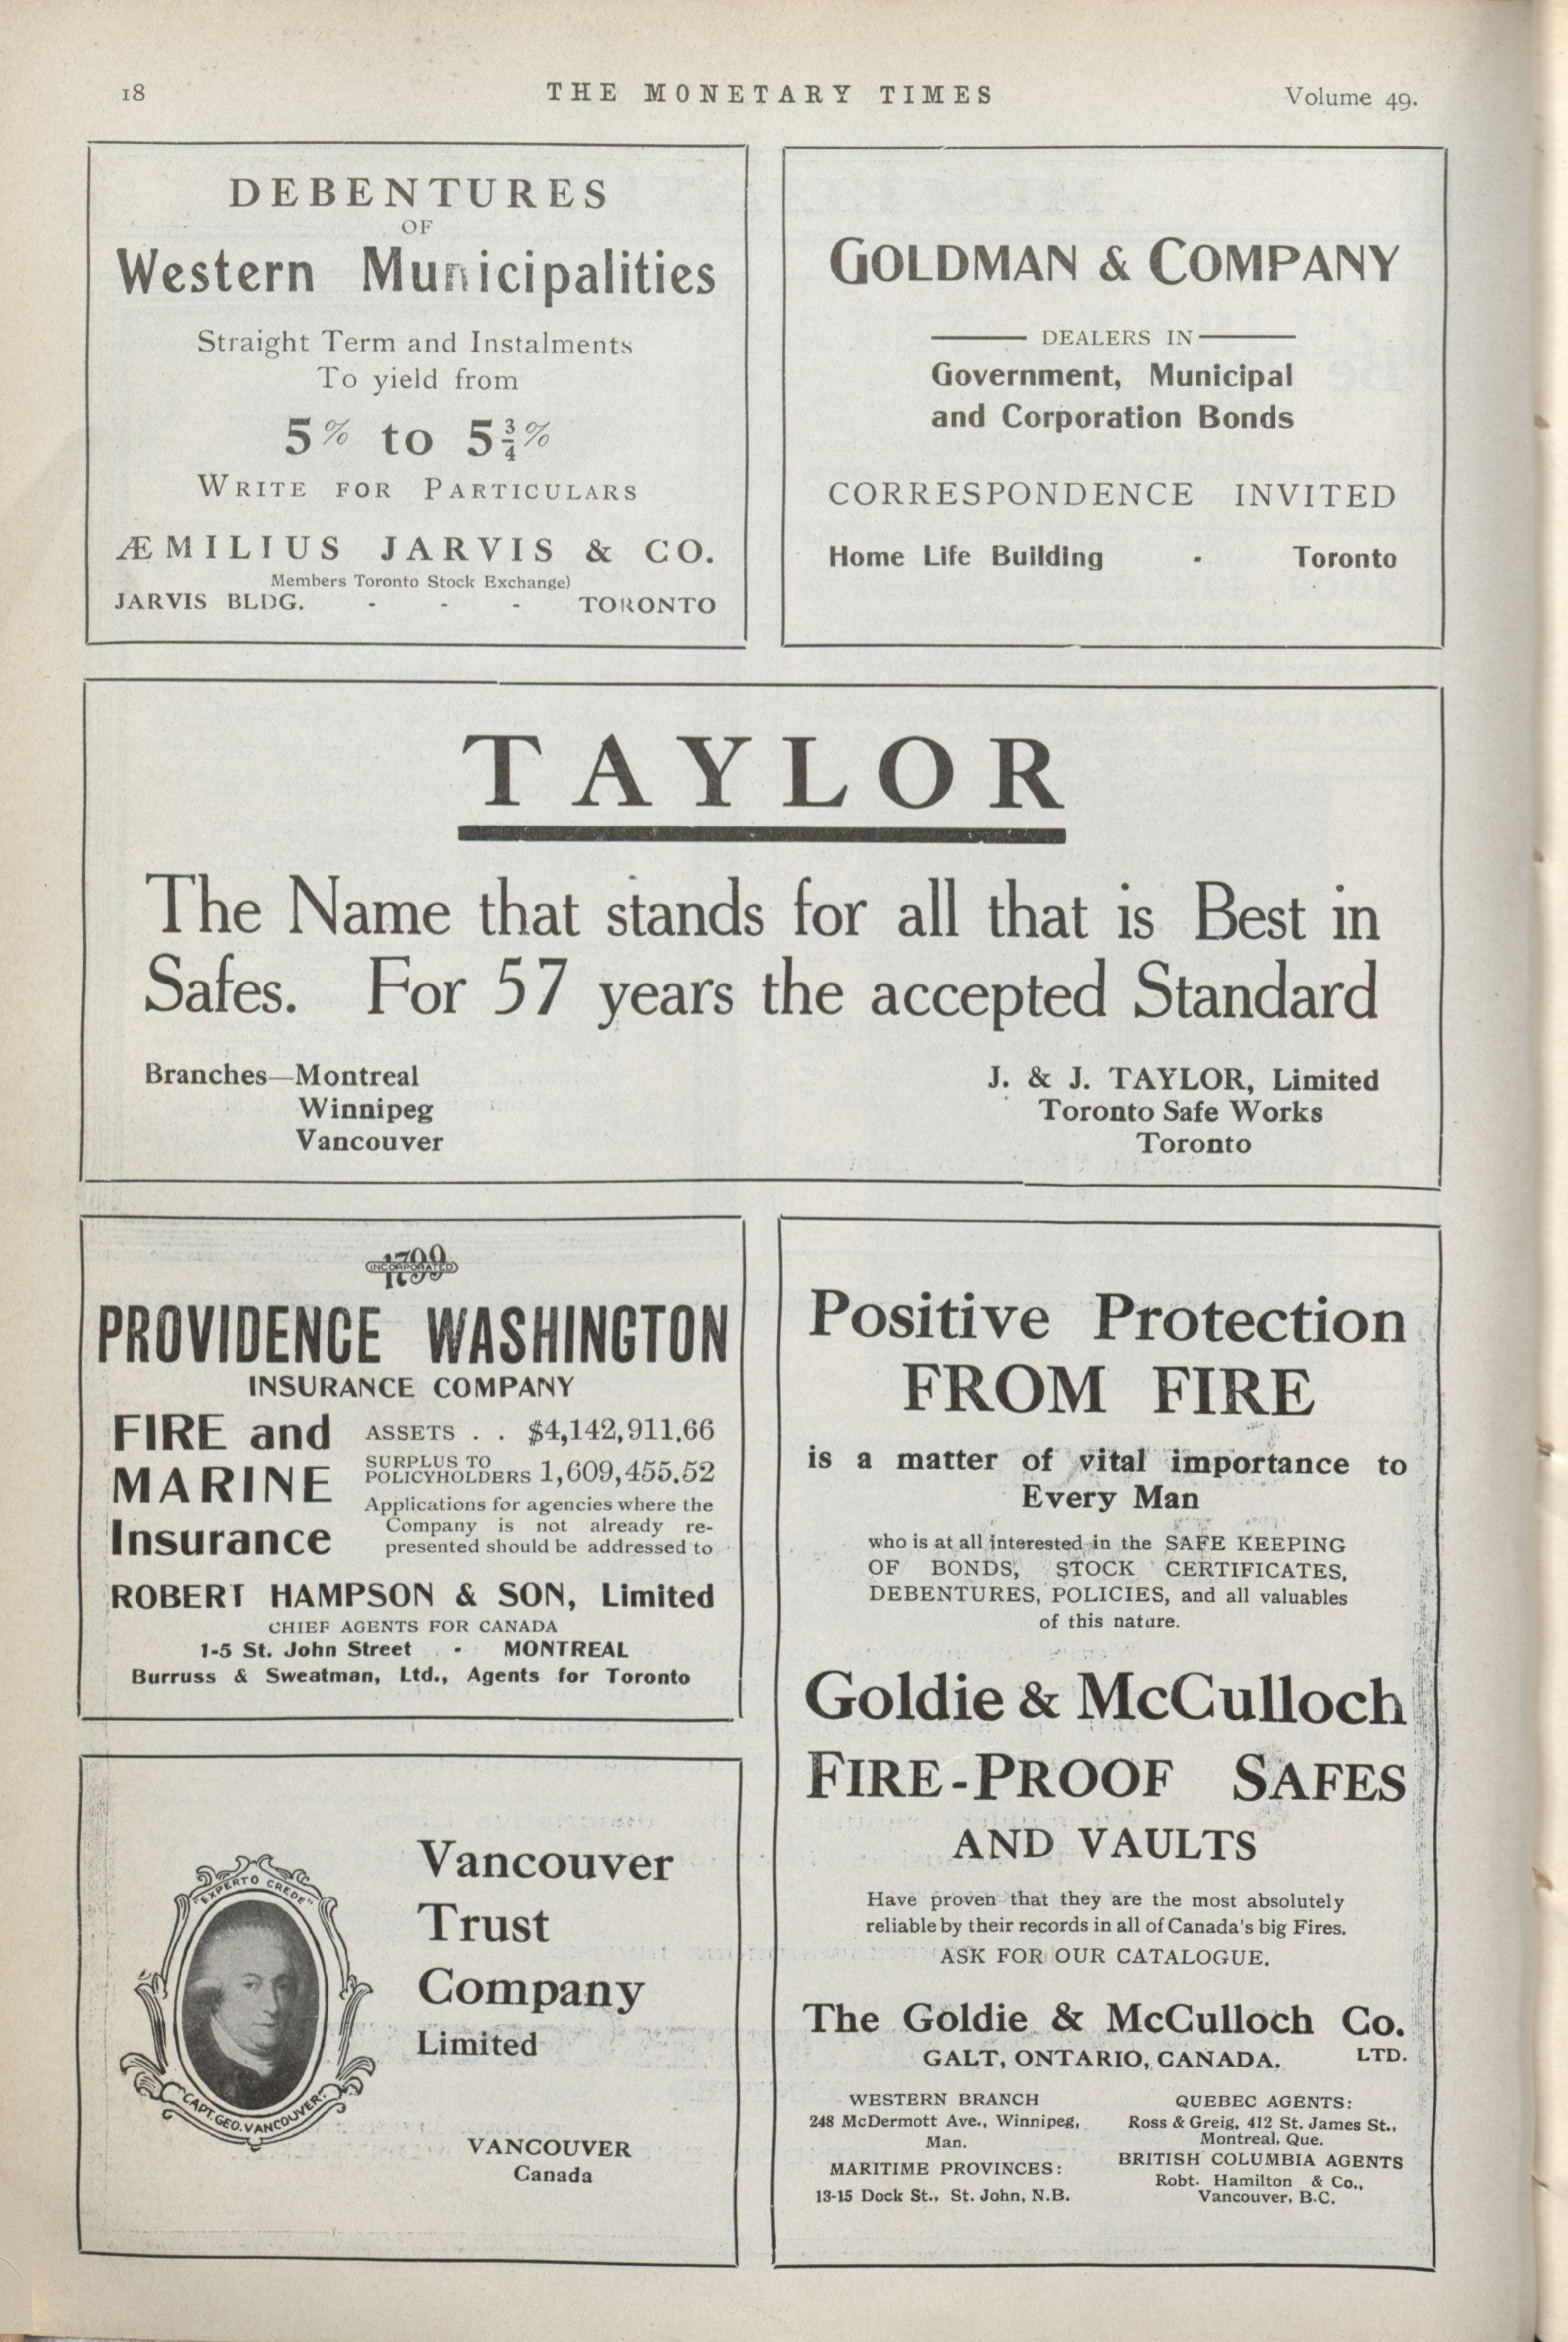 18
THE MONETARY TIMES
Volume 49.
DEBENTURES
OF
Western Municipalities
Straight Term and Instalments
To yield from
5% to 5¾%
WRITE FOR PARTICULARS
ÆMILIUS JARVIS & CO.
Members Toronto Stock Exchange)
JARVIS BLDG. - - - TORONTO
GOLDMAN & COMPANY
DEALERS IN
Government, Municipal
and Corporation Bonds
CORRESPONDENCE INVITED
Home Life Building - Toronto
TAYLOR
The Name that stands for all that is Best in
Safes. For 57 years the accepted Standard
Branches—Montreal
Winnipeg
Vancouver
J. & J. TAYLOR, Limited
Toronto Safe Works
Toronto
1799
INCORPORATED
PROVIDENCE WASHINGTON
INSURANCE COMPANY
FIRE and
MARINE
Insurance
ASSETS . . $4,142,911.66
SURPLUS TO
POLICYHOLDERS 1,609,455.52
Applications for agencies where the
Company is not already re-
presented should be addressed to
ROBERT HAMPSON & SON, Limited
CHIEF AGENTS FOR CANADA
1-5 St. John Street - MONTREAL
Burruss & Sweatman, Ltd., Agents for Toronto
"EXPERTO CREDE"
CAPT. GEO. VANCOUVER.
Vancouver
Trust
Company
Limited
VANCOUVER
Canada
Positive Protection
FROM FIRE
is a matter of vital importance to
Every Man
who is at all interested in the SAFE KEEPING
OF BONDS, STOCK CERTIFICATES,
DEBENTURES, POLICIES, and all valuables
of this nature.
Goldie & McCulloch
FIRE-PROOF SAFES
AND VAULTS
Have proven that they are the most absolutely
reliable by their records in all of Canada's big Fires.
ASK FOR OUR CATALOGUE.
The Goldie & McCulloch Co.
LTD.
GALT, ONTARIO, CANADA.
WESTERN BRANCH
248 McDermott Ave., Winnipeg,
Man.
MARITIME PROVINCES:
13-15 Dock St., St. John, N.B.
QUEBEC AGENTS:
Ross & Greig, 412 St. James St.,
Montreal, Que.
BRITISH COLUMBIA AGENTS
Robt. Hamilton & Co.,
Vancouver, B.C.